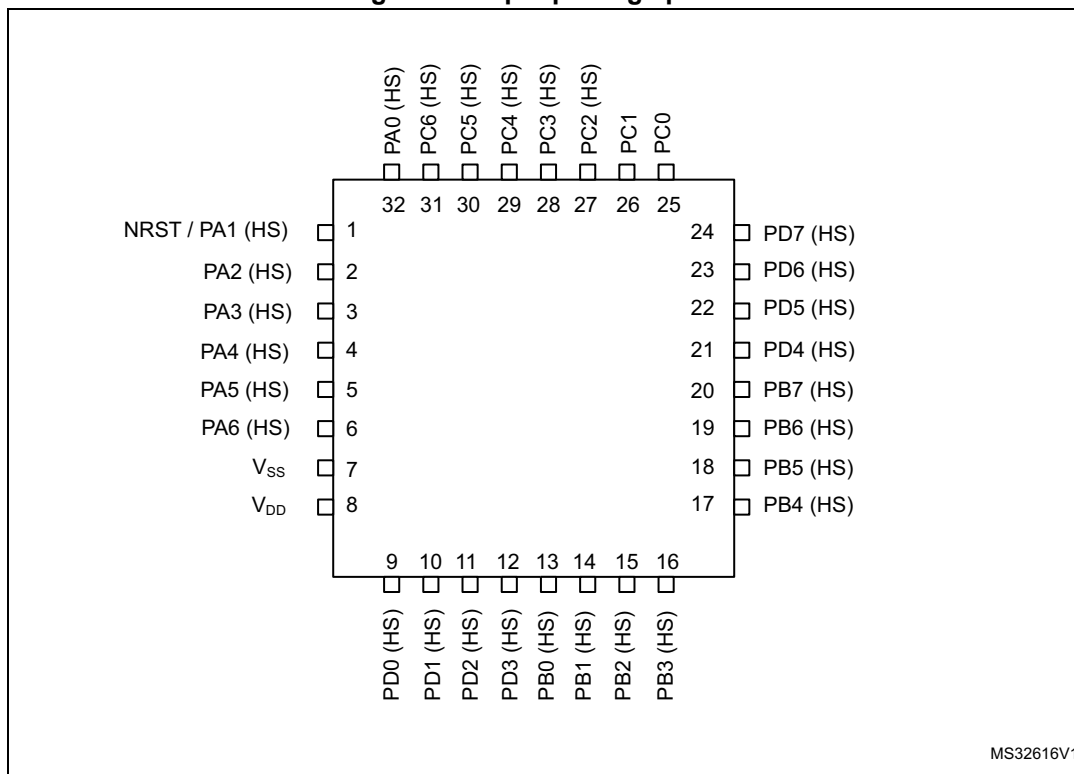 PA0 (HS)
PC6 (HS)
PC5 (HS)
PC4 (HS)
PC3 (HS)
PC2 (HS)
PC1
PC0
32 31 30 29 28 27 26 25
NRST / PA1 (HS) 1
PA2 (HS) 2
PA3 (HS) 3
PA4 (HS) 4
PA5 (HS) 5
PA6 (HS) 6
VSS 7
VDD 8
24 PD7 (HS)
23 PD6 (HS)
22 PD5 (HS)
21 PD4 (HS)
20 PB7 (HS)
19 PB6 (HS)
18 PB5 (HS)
17 PB4 (HS)
9 10 11 12 13 14 15 16
PD0 (HS)
PD1 (HS)
PD2 (HS)
PD3 (HS)
PB0 (HS)
PB1 (HS)
PB2 (HS)
PB3 (HS)
MS32616V1